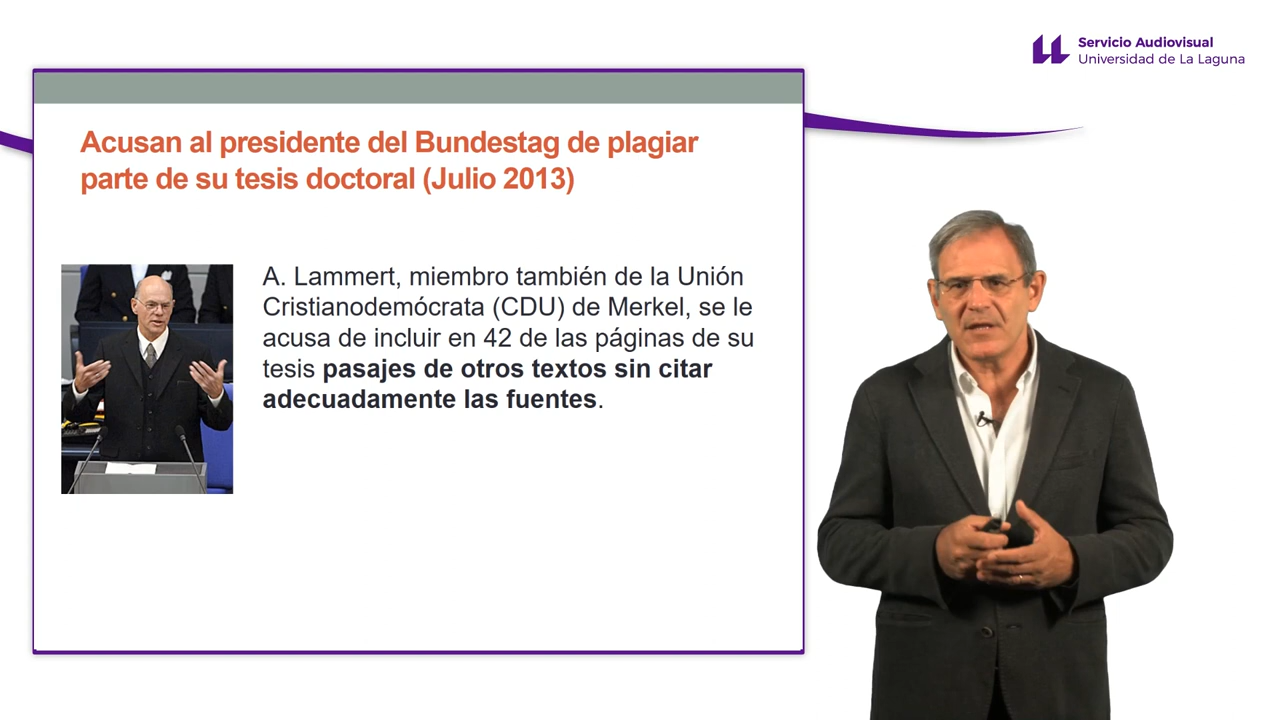 Servicio Audiovisual
Universidad de La Laguna
Acusan al presidente del Bundestag de plagiar
parte de su tesis doctoral (Julio 2013)
A. Lammert, miembro también de la Unión
Cristianodemócrata (CDU) de Merkel, se le
acusa de incluir en 42 de las páginas de su
tesis pasajes de otros textos sin citar
adecuadamente las fuentes.